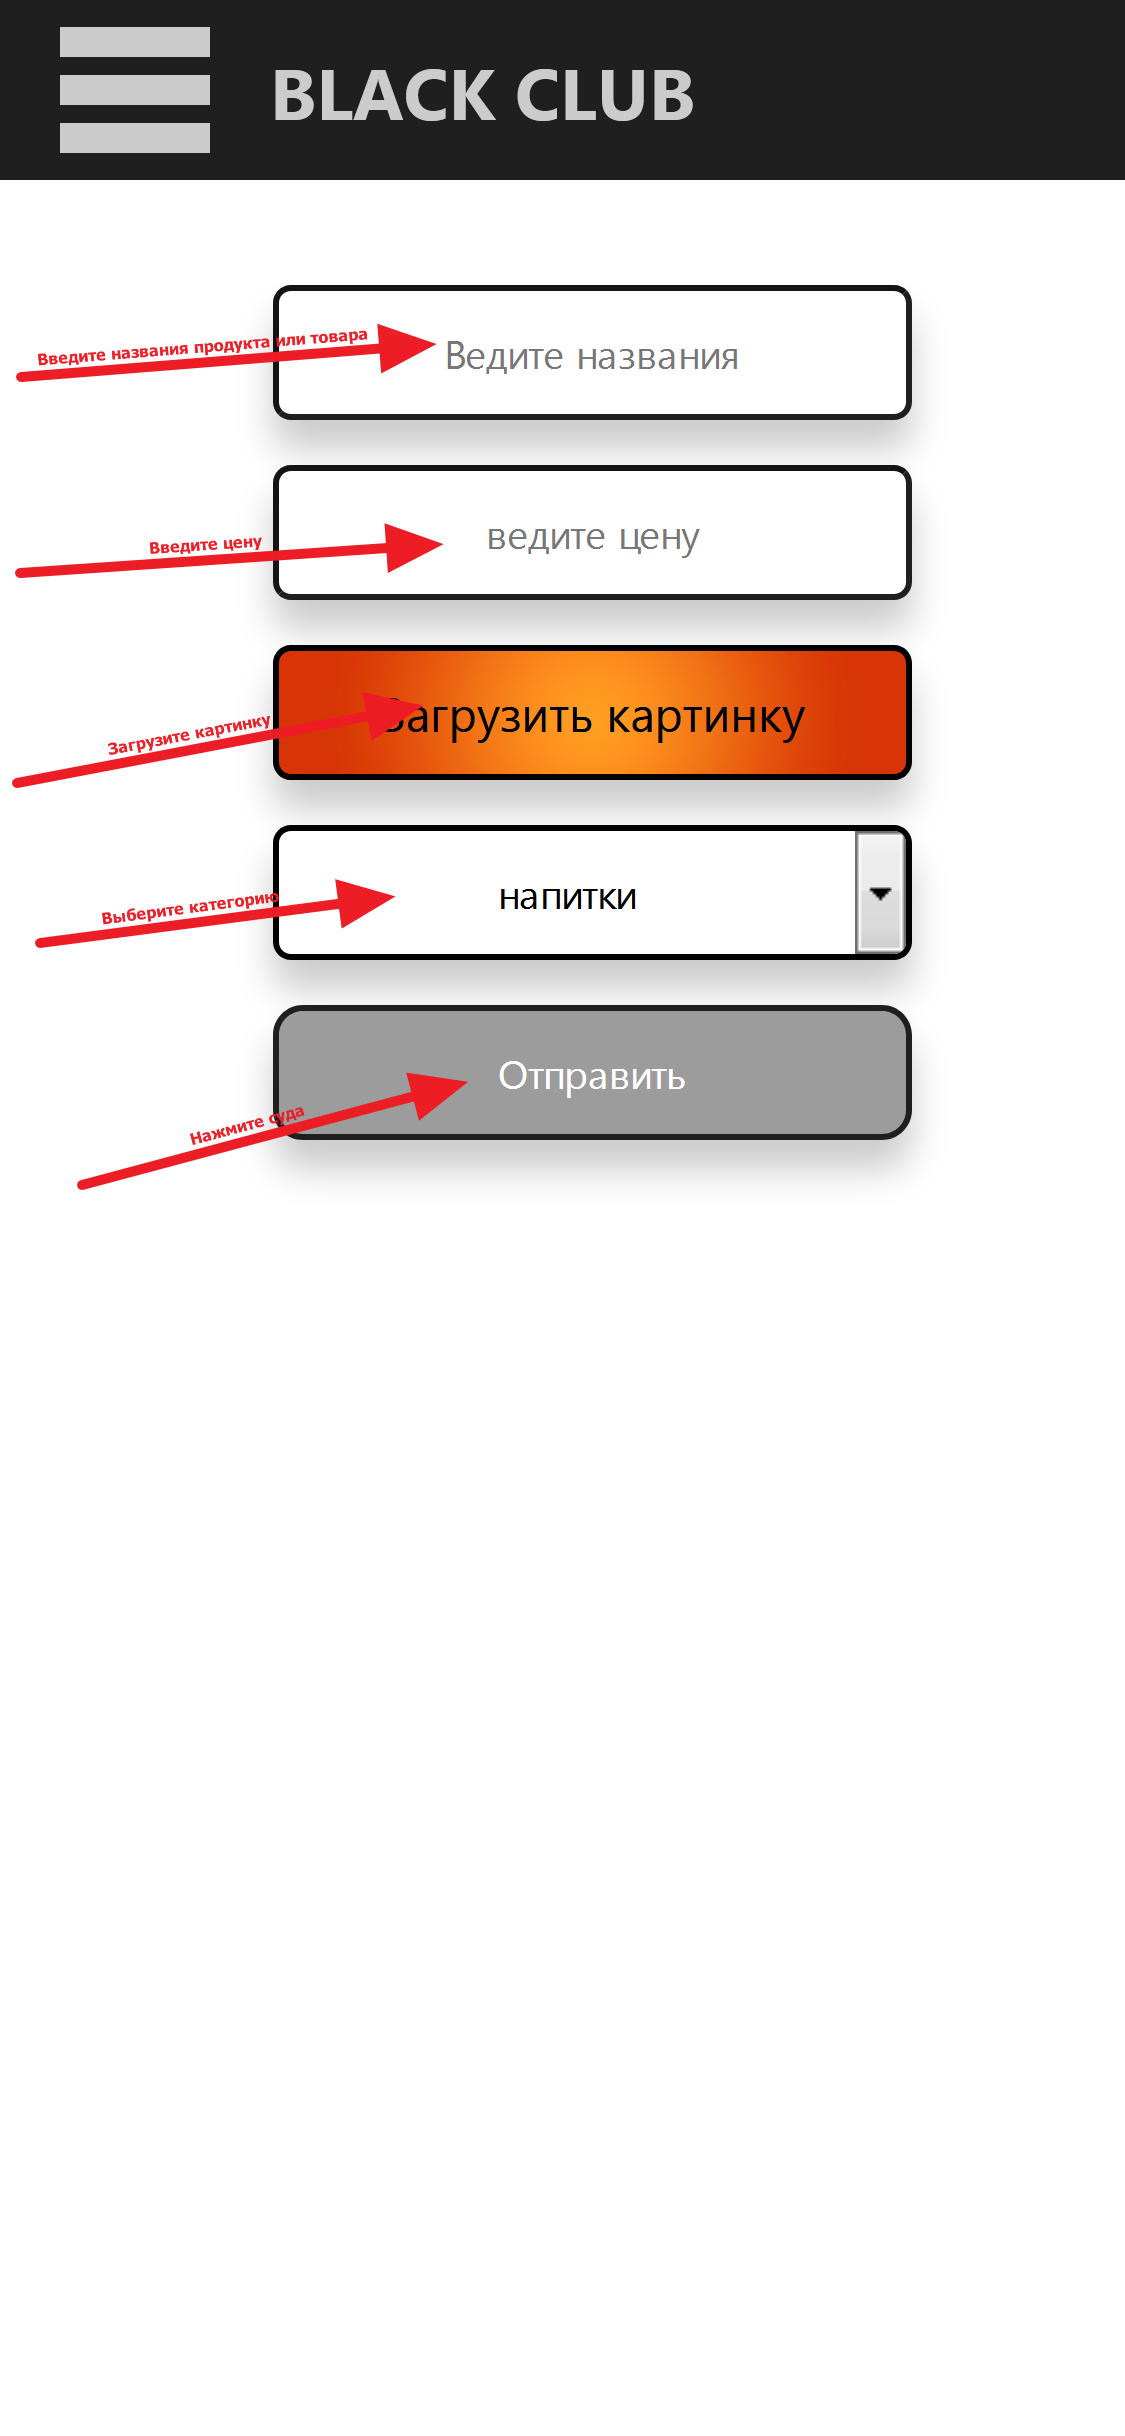 BLACK CLUB
Введите названия продукта или товара
Ведите названия
Введите цену
ведите цену
Загрузите картинку
Загрузить картинку
Выберите категорию
напитки
Отправить
Нажмите суда